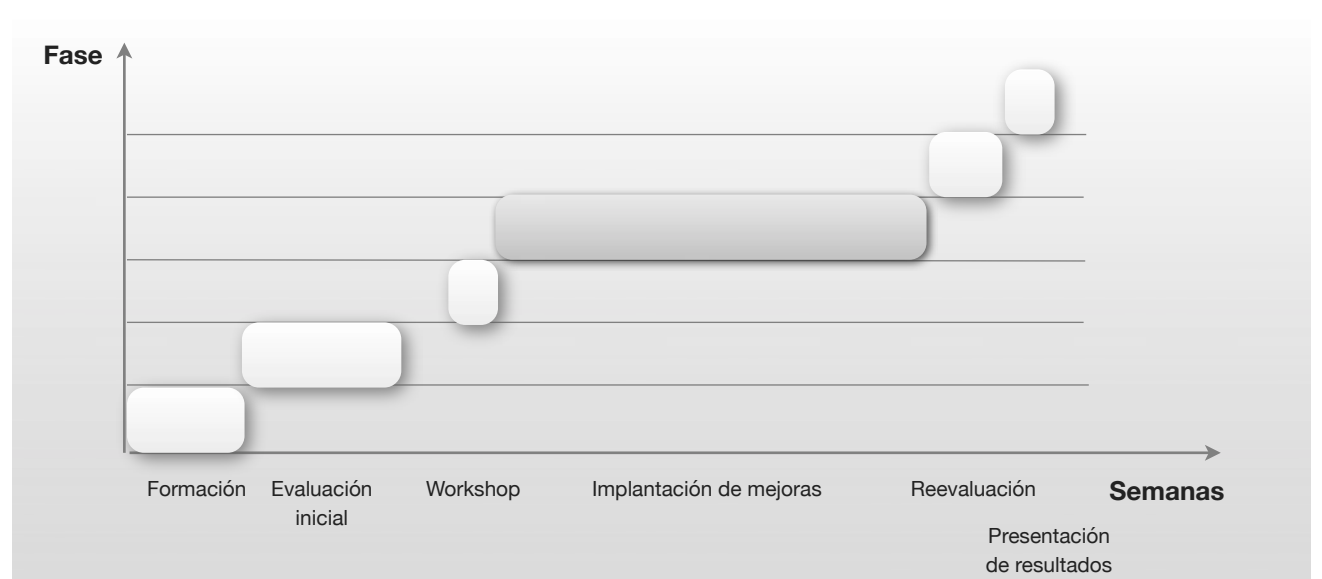 Fase
Formación
Evaluación
inicial
Workshop
Implantación de mejoras
Reevaluación
Semanas
Presentación
de resultados